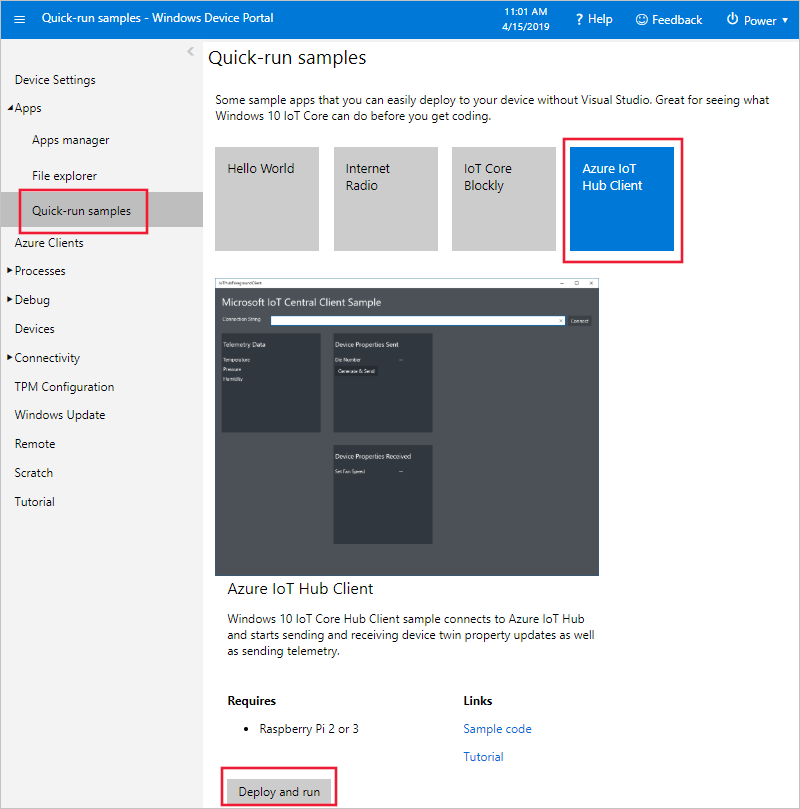 Quick-run samples - Windows Device Portal
11:01 AM
4/15/2019
? Help
Feedback
Power
Device Settings
Apps
Apps manager
File explorer
Quick-run samples
Azure Clients
Processes
Debug
Devices
Connectivity
TPM Configuration
Windows Update
Remote
Scratch
Tutorial
Quick-run samples
Some sample apps that you can easily deploy to your device without Visual Studio. Great for seeing what
Windows 10 IoT Core can do before you get coding.
Hello World
Internet
Radio
IoT Core
Blockly
Azure IoT
Hub Client
Microsoft IoT Central Client Sample
Connection String
Connect
Telemetry Data
Temperature
Pressure
Humidity
Device Properties Sent
Die Number
Generate & Send
Device Properties Received
Set Fan Speed
Azure IoT Hub Client
Windows 10 IoT Core Hub Client sample connects to Azure IoT Hub
and starts sending and receiving device twin property updates as well
as sending telemetry.
Requires
• Raspberry Pi 2 or 3
Links
Sample code
Tutorial
Deploy and run